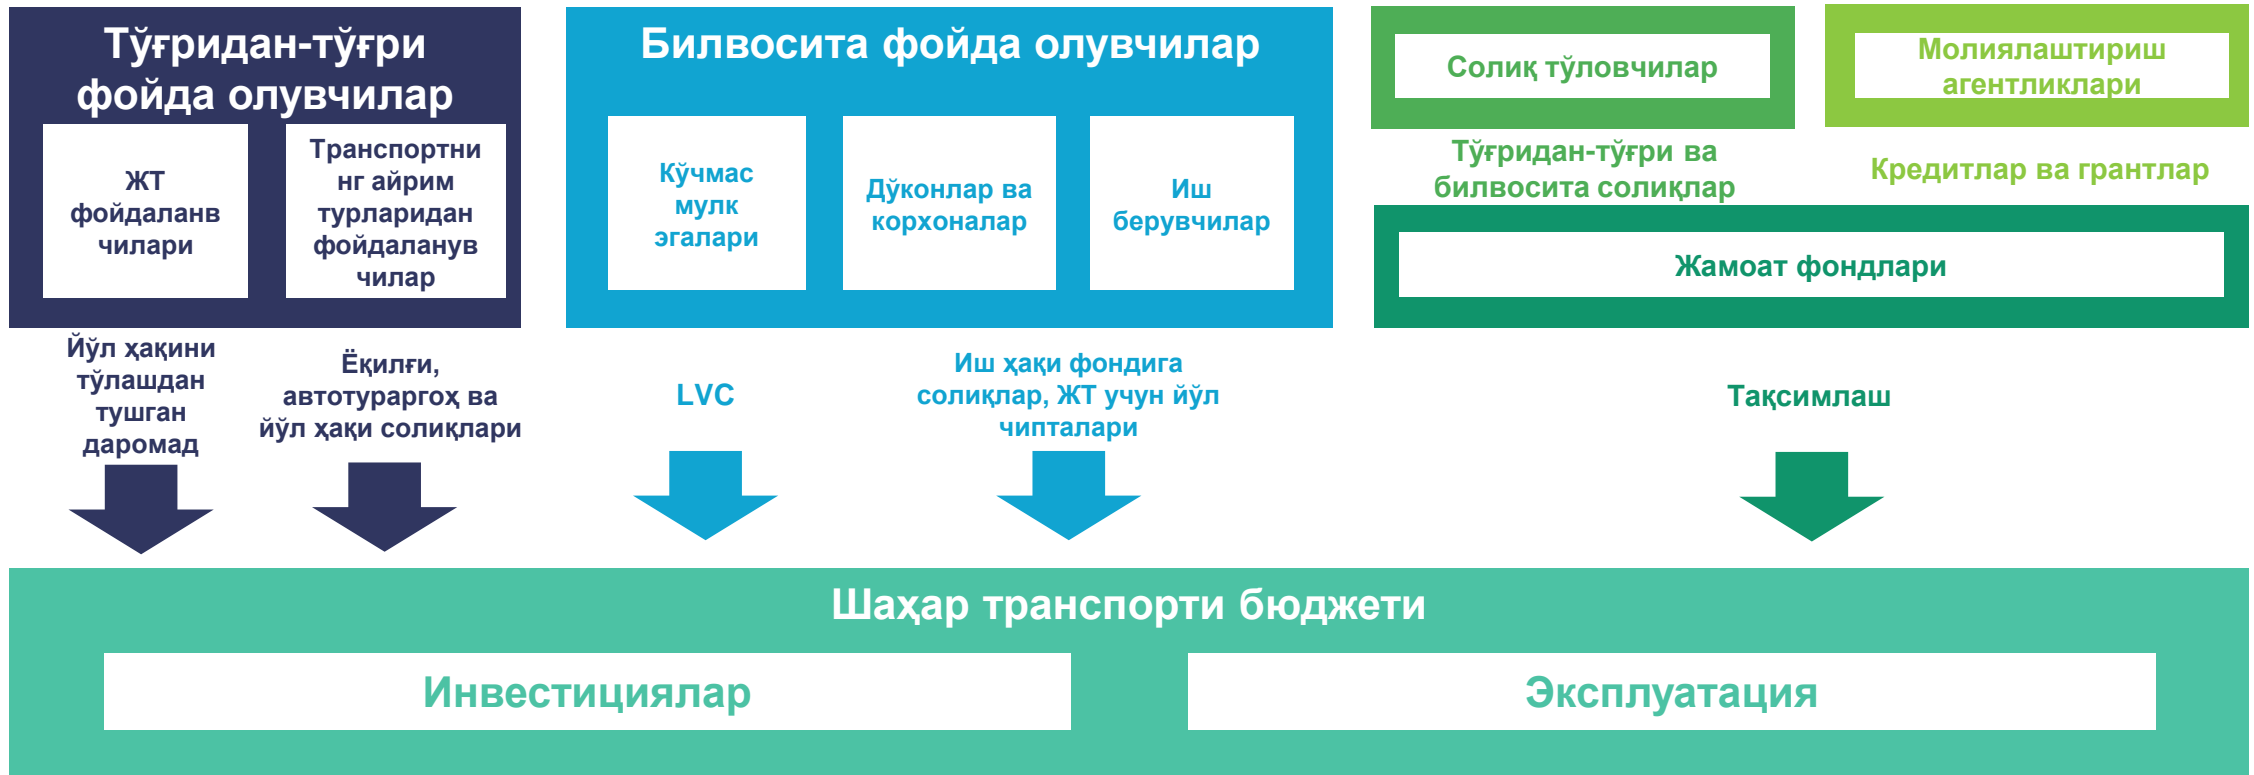 Тўғридан-тўғри
фойда олувчилар
ЖТ
фойдаланв
чилари
Транспортни
нг айрим
турларидан
фойдаланув
чилар
Билвосита фойда олувчилар
Кўчмас
мулк
эгалари
Дўконлар ва
корхоналар
Иш
берувчилар
Солиқ тўловчилар
Молиялаштириш
агентликлари
Тўғридан-тўғри ва
билвосита солиқлар
Кредитлар ва грантлар
Жамоат фондлари
Йўл ҳақини
тўлашдан
тушган
даромад
Ёқилғи,
автотураргоҳ ва
йўл ҳақи солиқлари
LVC
Иш ҳақи фондига
солиқлар, ЖТ учун йўл
чипталари
Тақсимлаш
Шаҳар транспорти бюджети
Инвестициялар
Эксплуатация